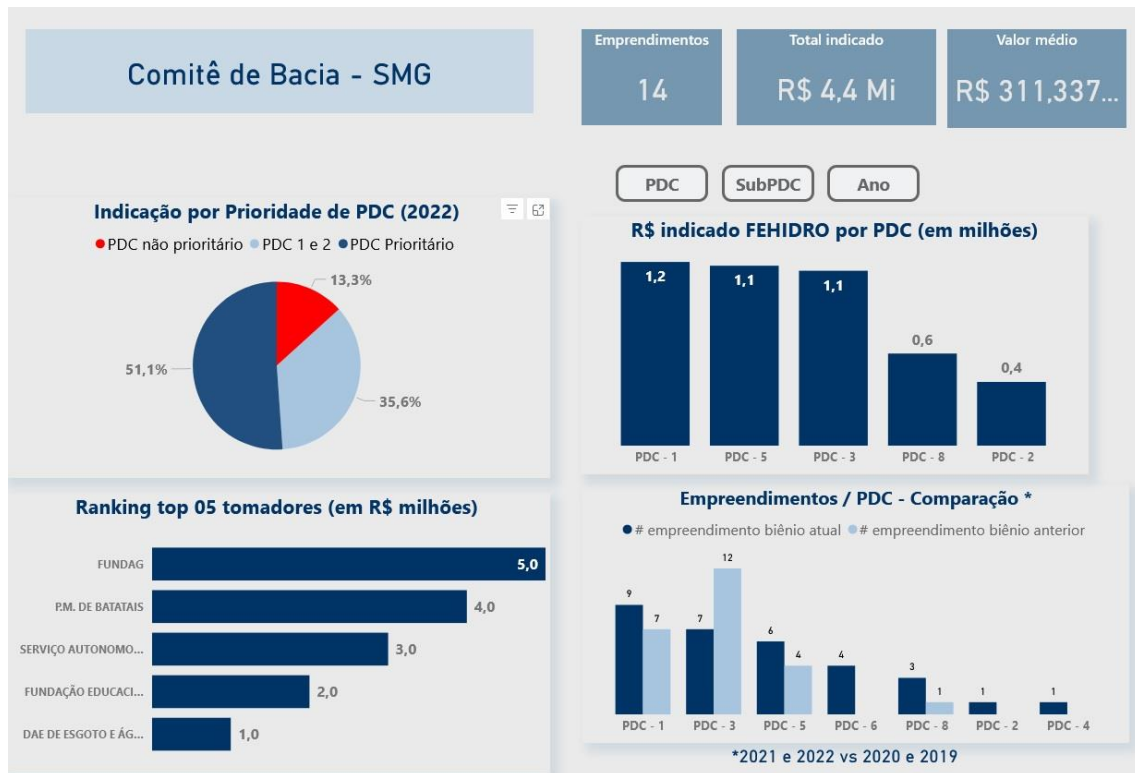 Comitê de Bacia - SMG
Emprendimentos
14
Total indicado
R$ 4,4 Mi
Valor médio
R$ 311,337...
PDC
SubPDC
Ano
Indicação por Prioridade de PDC (2022)
PDC não prioritário PDC 1 e 2 PDC Prioritário
13,3%
51,1%
35,6%
R$ indicado FEHIDRO por PDC (em milhões)
1,2
1,1
1,1
0,6
0,4
PDC - 1 PDC - 5 PDC - 3 PDC - 8 PDC - 2
Ranking top 05 tomadores (em R$ milhões)
FUNDAG 5,0
P.M. DE BATATAIS 4,0
SERVIÇO AUTONOMO... 3,0
FUNDAÇÃO EDUCACI... 2,0
DAE DE ESGOTO E ÁG... 1,0
Empreendimentos / PDC - Comparação *
# empreendimento biênio atual # empreendimento biênio anterior
9 7 7 12 6 4 4 3 1 1 1
PDC - 1 PDC - 3 PDC - 5 PDC - 6 PDC - 8 PDC - 2 PDC - 4
*2021 e 2022 vs 2020 e 2019